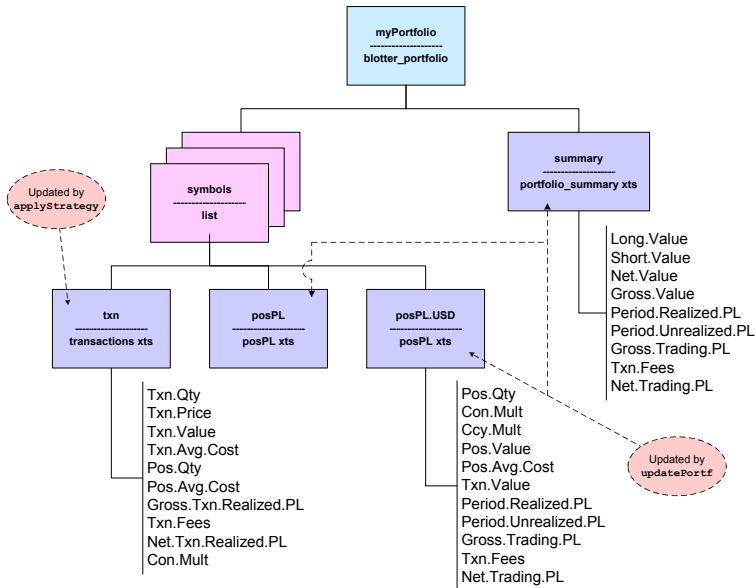 myPortfolio
--------------------
blotter_portfolio
symbols
--------------------
list
summary
--------------------
portfolio_summary xts
Updated by
applyStrategy
txn
--------------------
transactions xts
posPL
--------------------
posPL xts
posPL.USD
--------------------
posPL xts
Long.Value
Short.Value
Net.Value
Gross.Value
Period.Realized.PL
Period.Unrealized.PL
Gross.Trading.PL
Txn.Fees
Net.Trading.PL
Txn.Qty
Txn.Price
Txn.Value
Txn.Avg.Cost
Pos.Qty
Pos.Avg.Cost
Gross.Txn.Realized.PL
Txn.Fees
Net.Txn.Realized.PL
Con.Mult
Pos.Qty
Con.Mult
Ccy.Mult
Pos.Value
Pos.Avg.Cost
Txn.Value
Period.Realized.PL
Period.Unrealized.PL
Gross.Trading.PL
Txn.Fees
Net.Trading.PL
Updated by
updatePortf